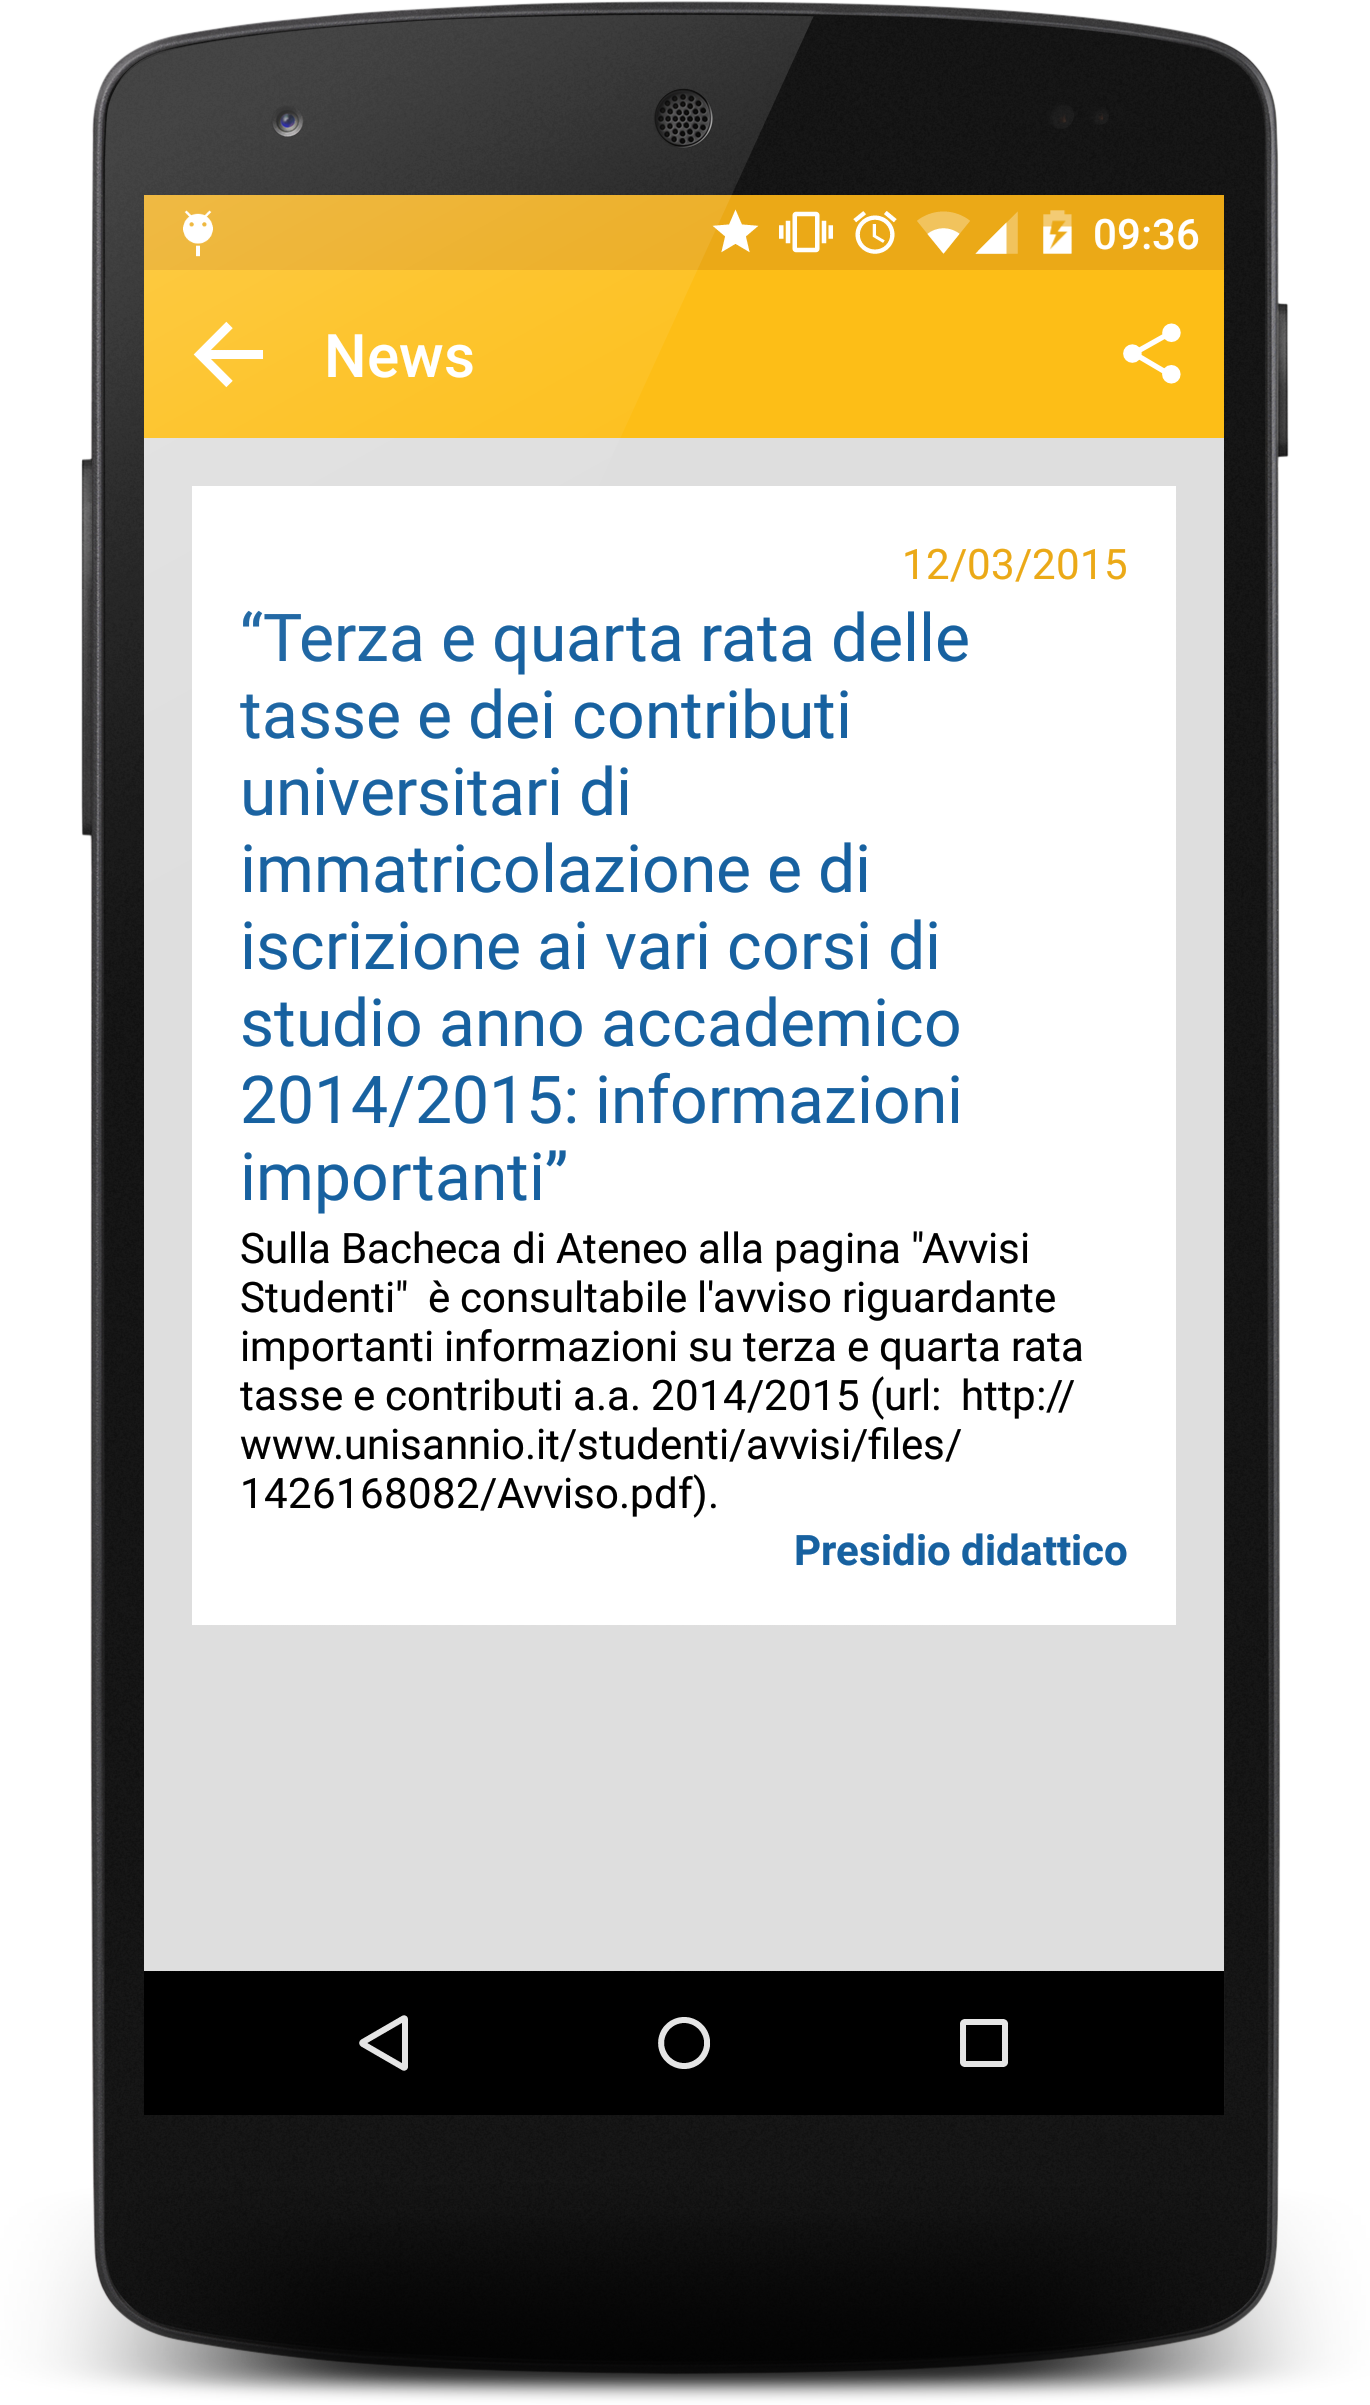 09:36
News
12/03/2015
“Terza e quarta rata delle
tasse e dei contributi
universitari di
immatricolazione e di
iscrizione ai vari corsi di
studio anno accademico
2014/2015: informazioni
importanti”
Sulla Bacheca di Ateneo alla pagina "Avvisi
Studenti"  è consultabile l'avviso riguardante
importanti informazioni su terza e quarta rata
tasse e contributi a.a. 2014/2015 (url:  http://
www.unisannio.it/studenti/avvisi/files/
1426168082/Avviso.pdf).
Presidio didattico